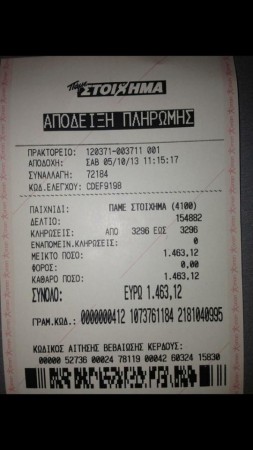 Πάμε ΣΤΟΙΧΗΜΑ
ΑΠΟΔΕΙΞΗ ΠΛΗΡΩΜΗΣ
ΠΡΑΚΤΟΡΕΙΟ: 120371-003711 001
ΑΠΟΔΟΧΗ: ΣΑΒ 05/10/13 11:15:17
ΣΥΝΑΛΛΑΓΗ: 72184
ΚΩΔ.ΕΛΕΓΧΟΥ: CDEF9198
ΠΑΙΧΝΙΔΙ: ΠΑΜΕ ΣΤΟΙΧΗΜΑ (4100)
ΔΕΛΤΙΟ: 154882
ΚΛΗΡΩΣΕΙΣ: ΑΠΟ 3296 ΕΩΣ 3296
ΕΝΑΠΟΜΕΙΝ.ΚΛΗΡΩΣΕΙΣ: 0
ΜΕΙΚΤΟ ΠΟΣΟ: 1.463,12
ΦΟΡΟΣ: 0,00
ΚΑΘΑΡΟ ΠΟΣΟ: 1.463,12
ΣΥΝΟΛΟ: ΕΥΡΩ 1.463,12
ΓΡΑΜ.ΚΩΔ.: 0000000412 1073761184 2181040995
ΚΩΔΙΚΟΣ ΑΙΤΗΣΗΣ ΒΕΒΑΙΩΣΗΣ ΚΕΡΔΟΥΣ:
00000 52736 00024 78119 00042 60324 15830